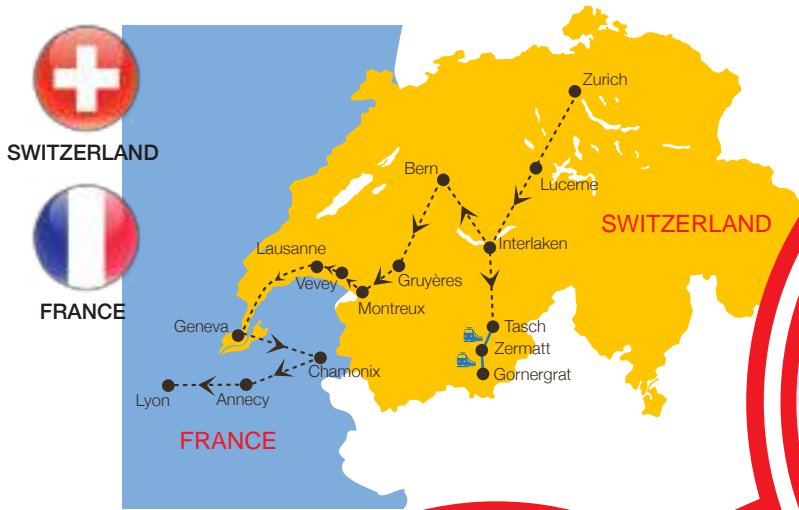 SWITZERLAND
FRANCE
Zurich
Bern
Lucerne
SWITZERLAND
Lausanne
Interlaken
Vevey
Gruyères
Montreux
Geneva
Tasch
Zermatt
Chamonix
Gornergrat
Lyon
Annecy
FRANCE